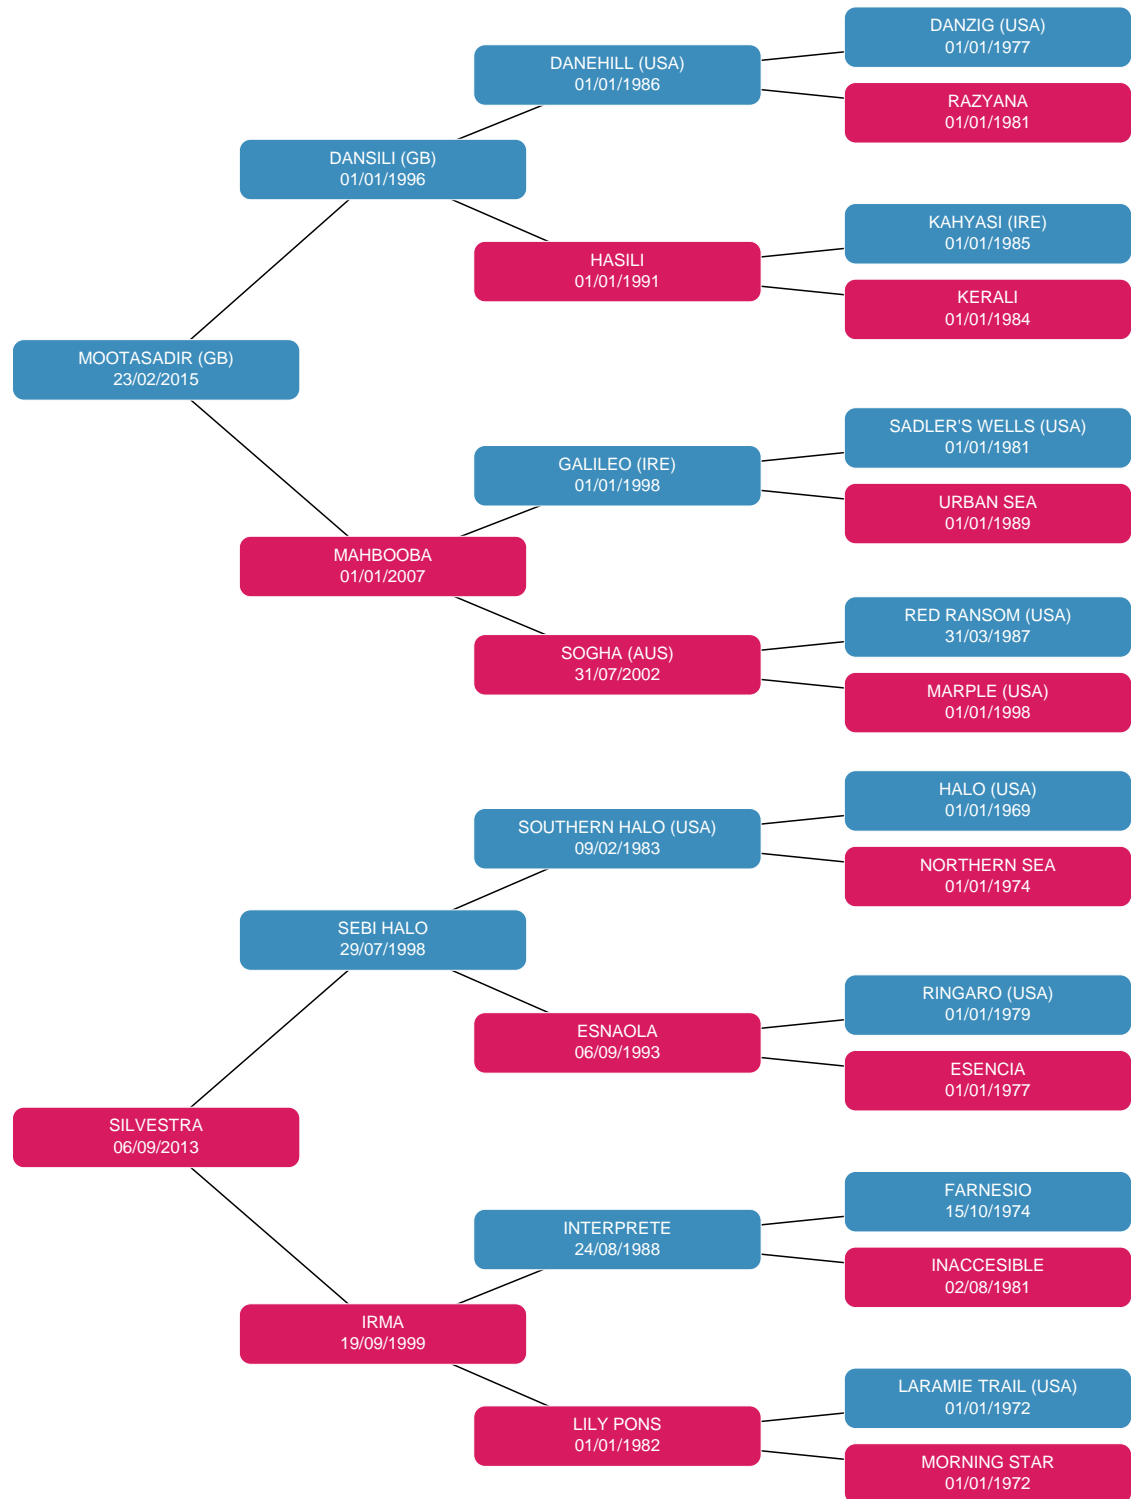 DANZIG (USA)
01/01/1977
DANEHILL (USA)
01/01/1986
RAZYANA
01/01/1981
DANSILI (GB)
01/01/1996
KAHYASI (IRE)
01/01/1985
HASILI
01/01/1991
KERALI
01/01/1984
MOOTASADIR (GB)
23/02/2015
SADLER'S WELLS (USA)
01/01/1981
GALILEO (IRE)
01/01/1998
URBAN SEA
01/01/1989
MAHBOOBA
01/01/2007
RED RANSOM (USA)
31/03/1987
SOGHA (AUS)
31/07/2002
MARPLE (USA)
01/01/1998
HALO (USA)
01/01/1969
SOUTHERN HALO (USA)
09/02/1983
NORTHERN SEA
01/01/1974
SEBI HALO
29/07/1998
RINGARO (USA)
01/01/1979
ESNAOLA
06/09/1993
ESENCIA
01/01/1977
SILVESTRA
06/09/2013
FARNESIO
15/10/1974
INTERPRETE
24/08/1988
INACCESIBLE
02/08/1981
IRMA
19/09/1999
LARAMIE TRAIL (USA)
01/01/1972
LILY PONS
01/01/1982
MORNING STAR
01/01/1972